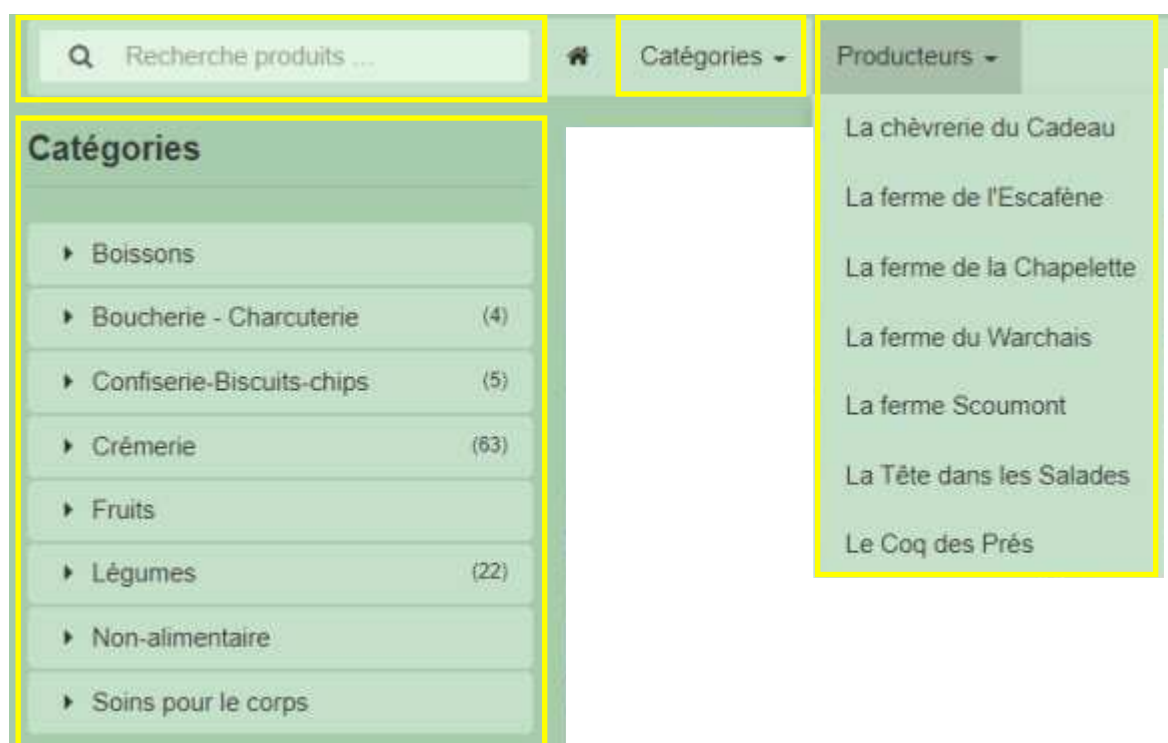 Recherche produits ...
Catégories
Producteurs
La chèvrerie du Cadeau
La ferme de l'Escafène
La ferme de la Chapelette
La ferme du Warchais
La ferme Scoumont
La Tête dans les Salades
Le Coq des Prés
Catégories
Boissons
Boucherie - Charcuterie (4)
Confiserie-Biscuits-chips (5)
Crémerie (63)
Fruits
Légumes (22)
Non-alimentaire
Soins pour le corps